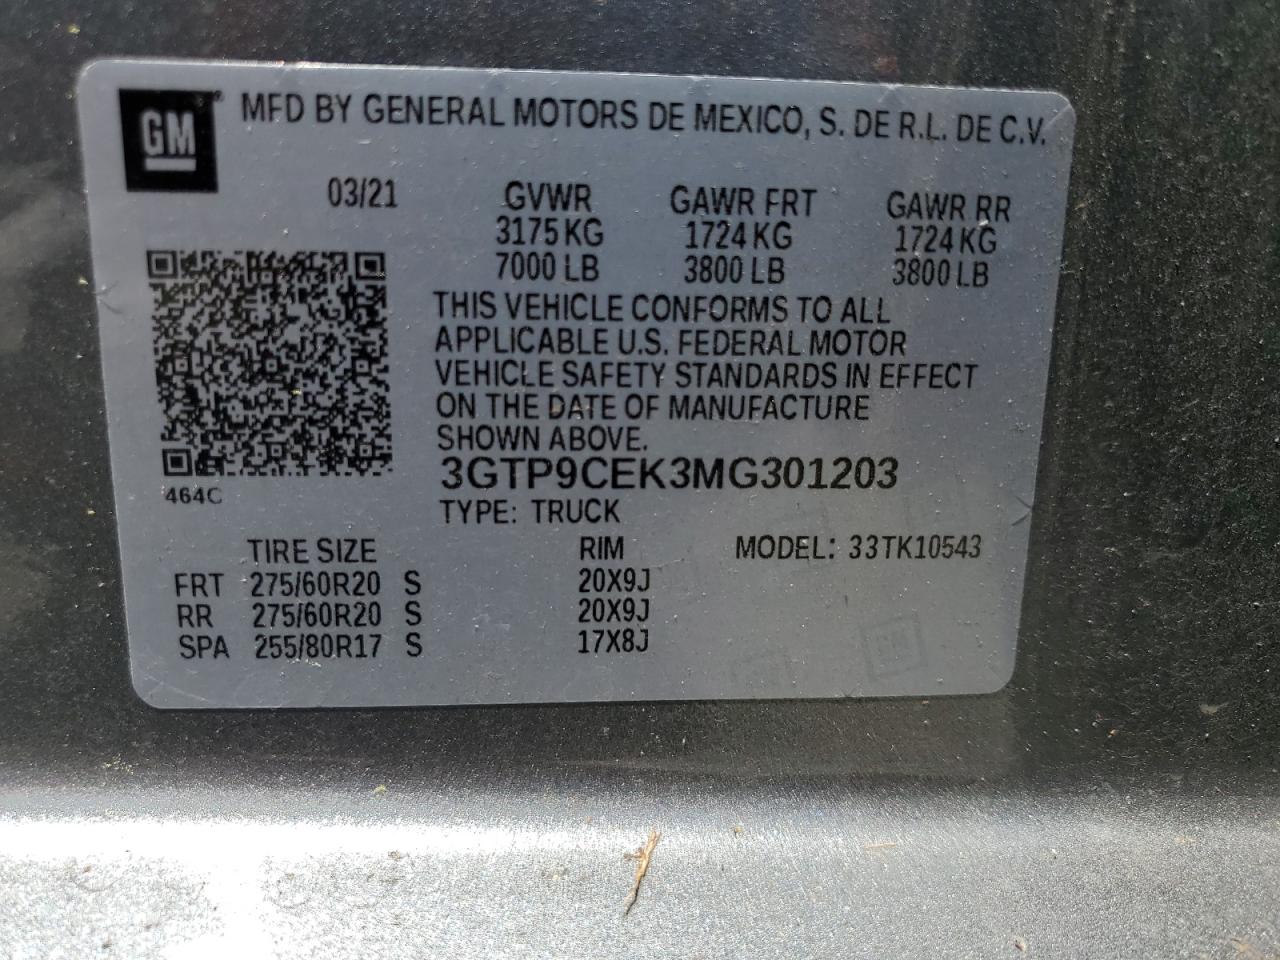 GM® MFD BY GENERAL MOTORS DE MEXICO, S. DE R.L. DE C.V.
03/21 GVWR GAWR FRT GAWR RR
3175 KG 1724 KG 1724 KG
7000 LB 3800 LB 3800 LB
THIS VEHICLE CONFORMS TO ALL
APPLICABLE U.S. FEDERAL MOTOR
VEHICLE SAFETY STANDARDS IN EFFECT
ON THE DATE OF MANUFACTURE
SHOWN ABOVE.
3GTP9CEK3MG301203
464C
TYPE: TRUCK
TIRE SIZE RIM MODEL: 33TK10543
FRT 275/60R20 S 20X9J
RR 275/60R20 S 20X9J
SPA 255/80R17 S 17X8J
GM